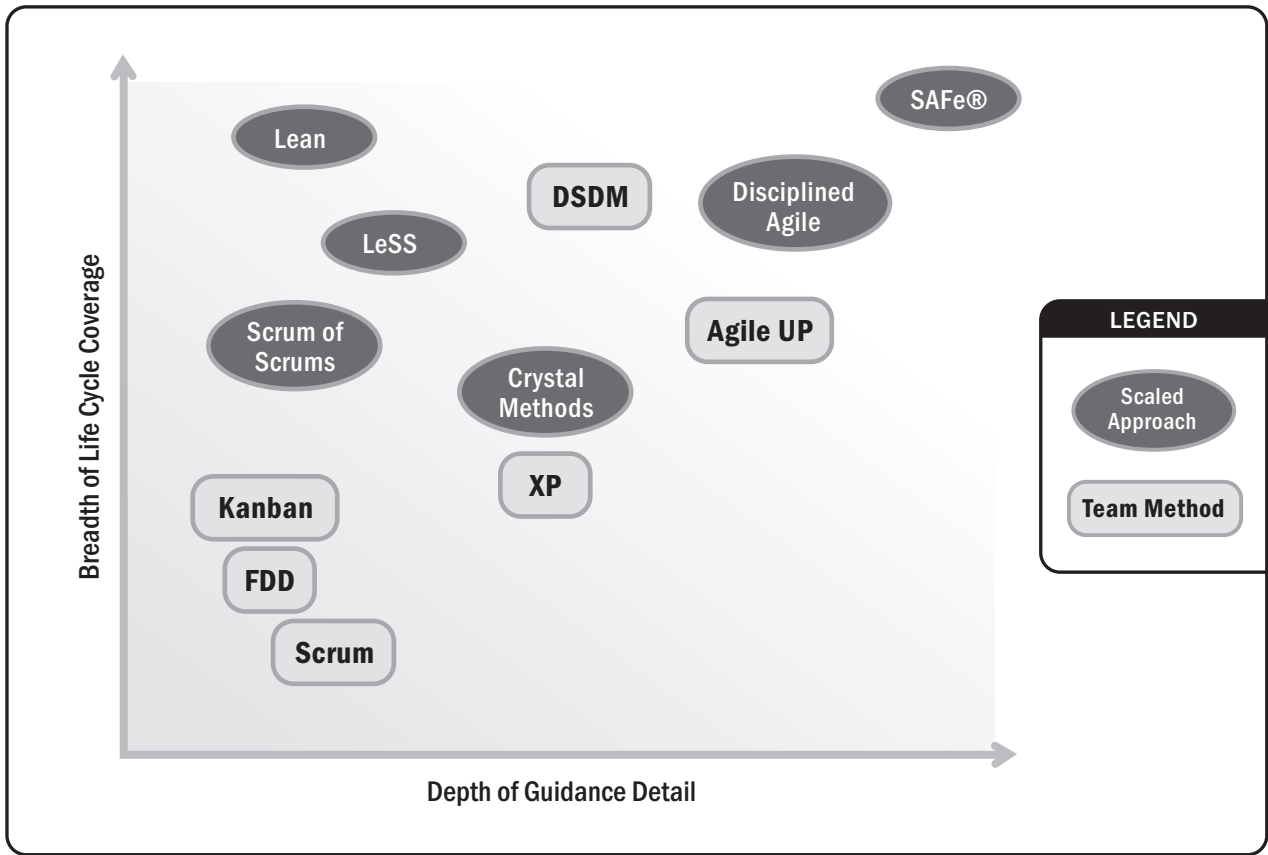 SAFe®
Lean
DSDM
Disciplined
Agile
LeSS
Scrum of
Scrums
Agile UP
Crystal
Methods
XP
Kanban
FDD
Scrum
Breadth of Life Cycle Coverage
Depth of Guidance Detail
LEGEND
Scaled
Approach
Team Method